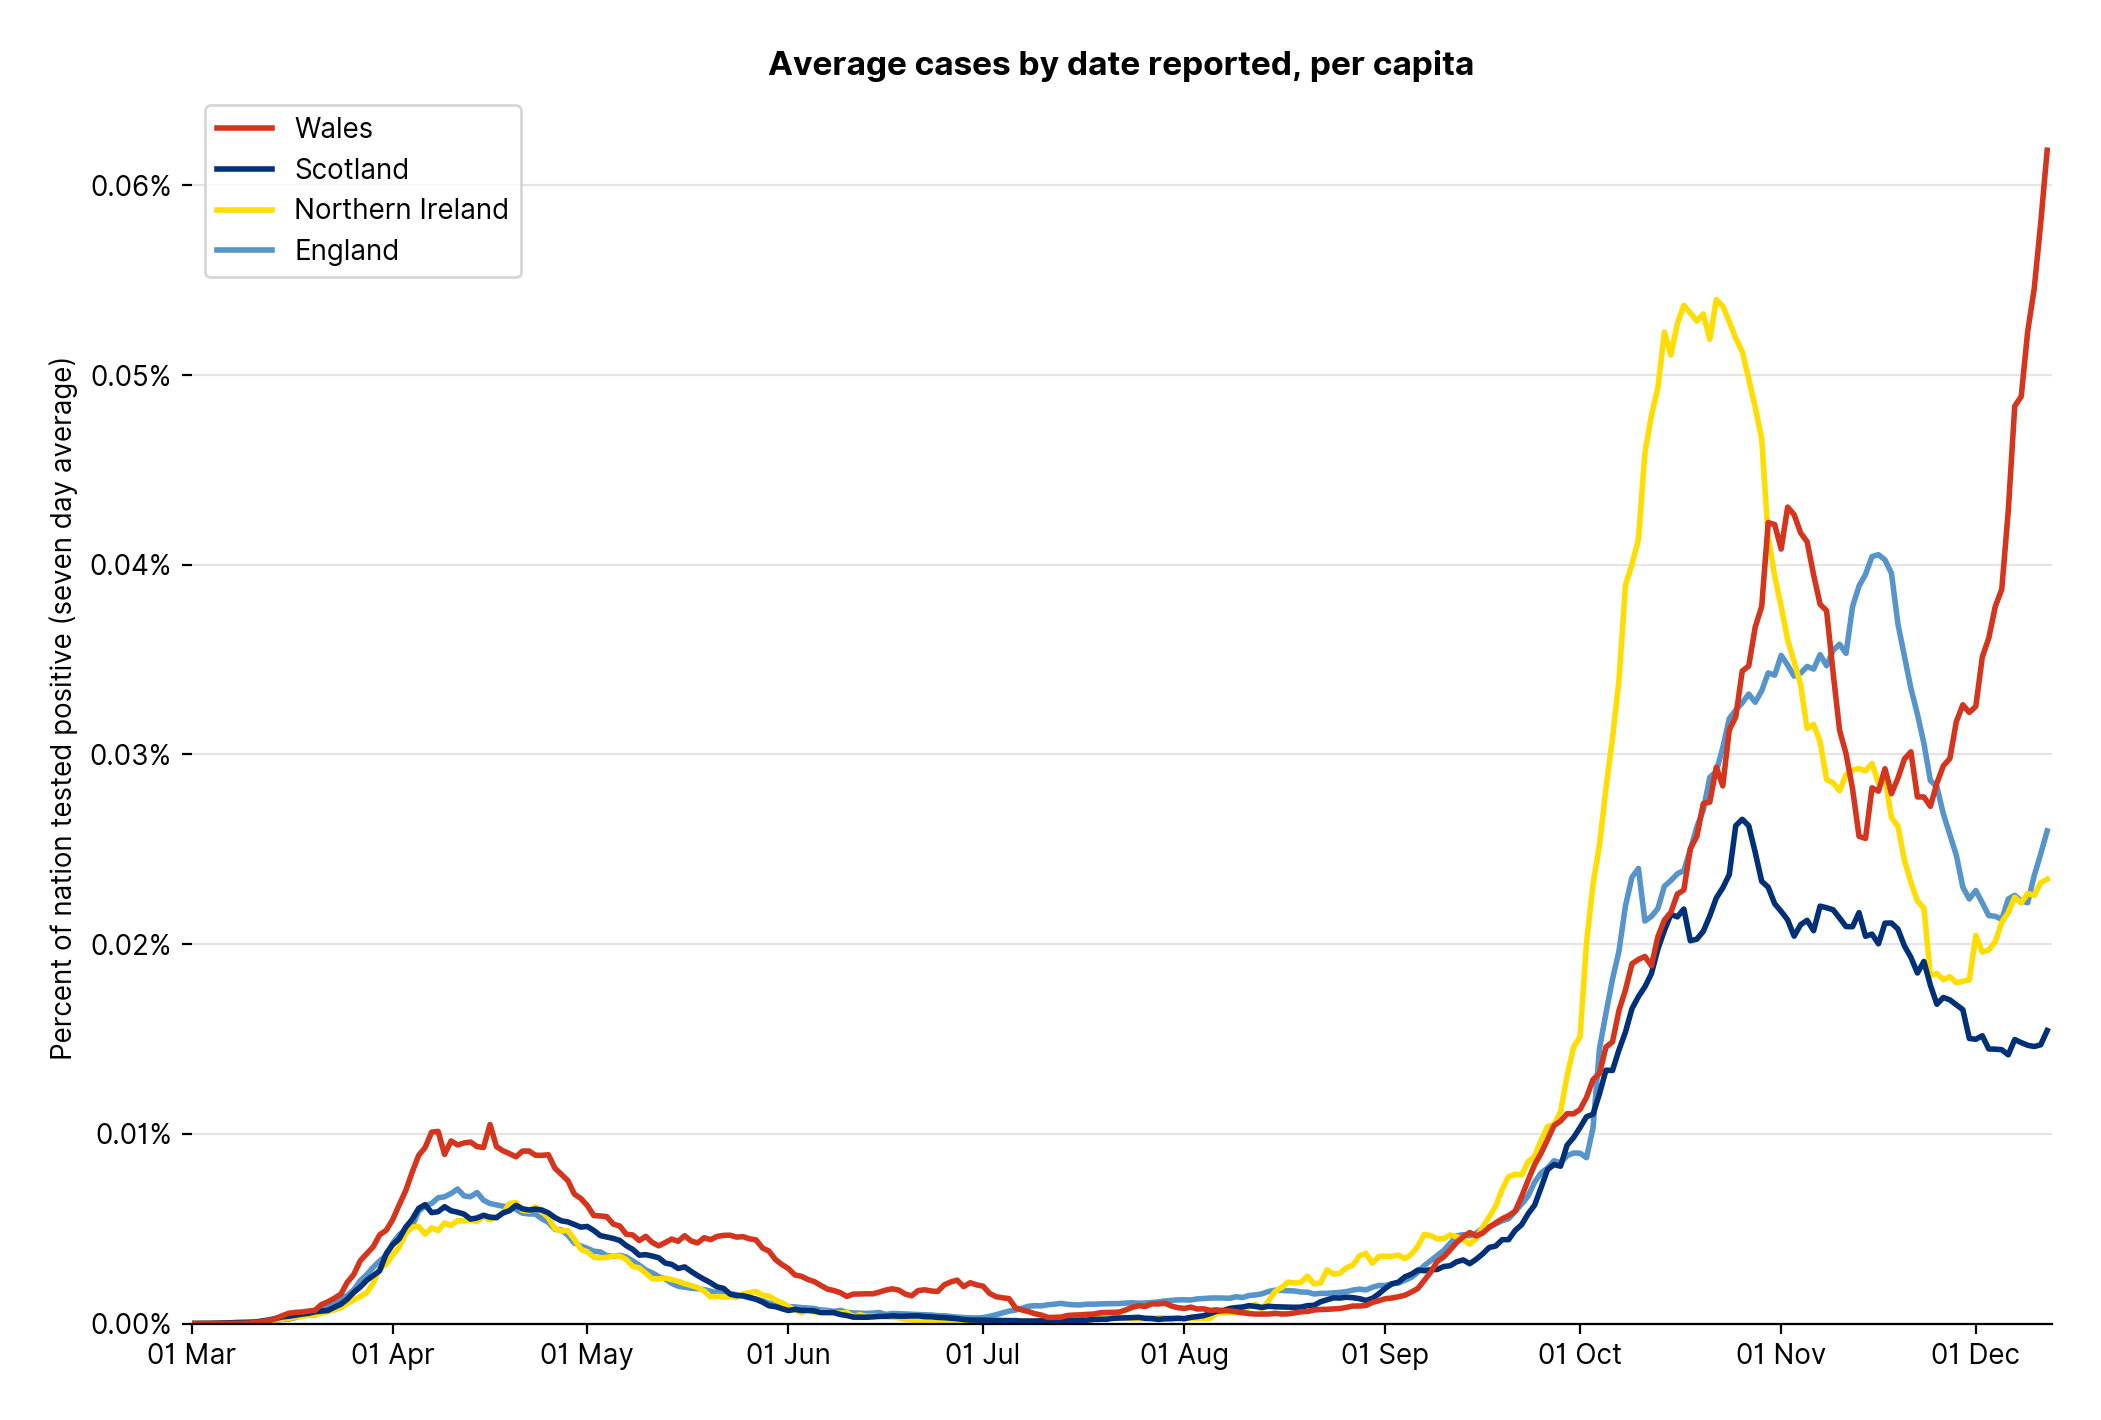 Average cases by date reported, per capita
Wales
Scotland
Northern Ireland
England
Percent of nation tested positive (seven day average)
0.06%
0.05%
0.04%
0.03%
0.02%
0.01%
0.00%
01 Mar
01 Apr
01 May
01 Jun
01 Jul
01 Aug
01 Sep
01 Oct
01 Nov
01 Dec